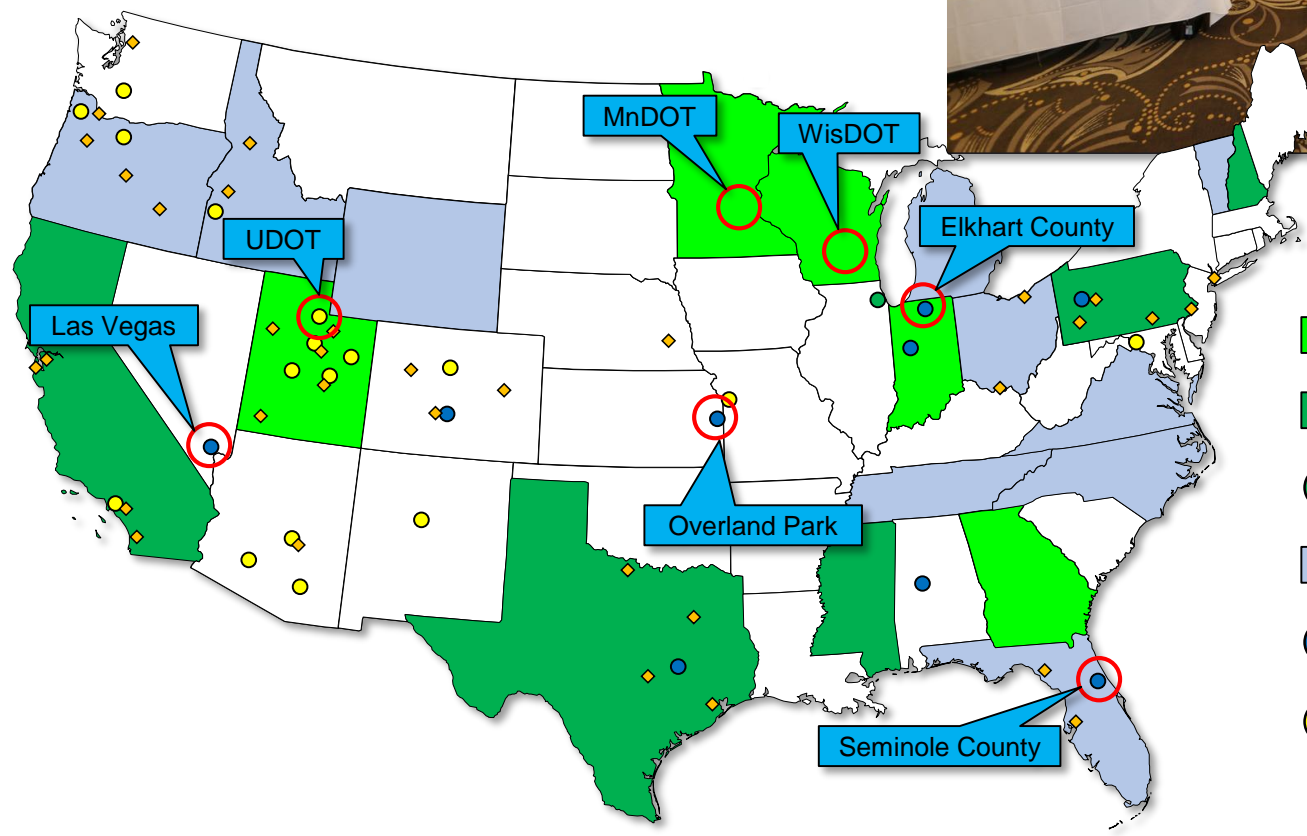 MnDOT
WisDOT
Elkhart County
UDOT
Las Vegas
Overland Park
Seminole County